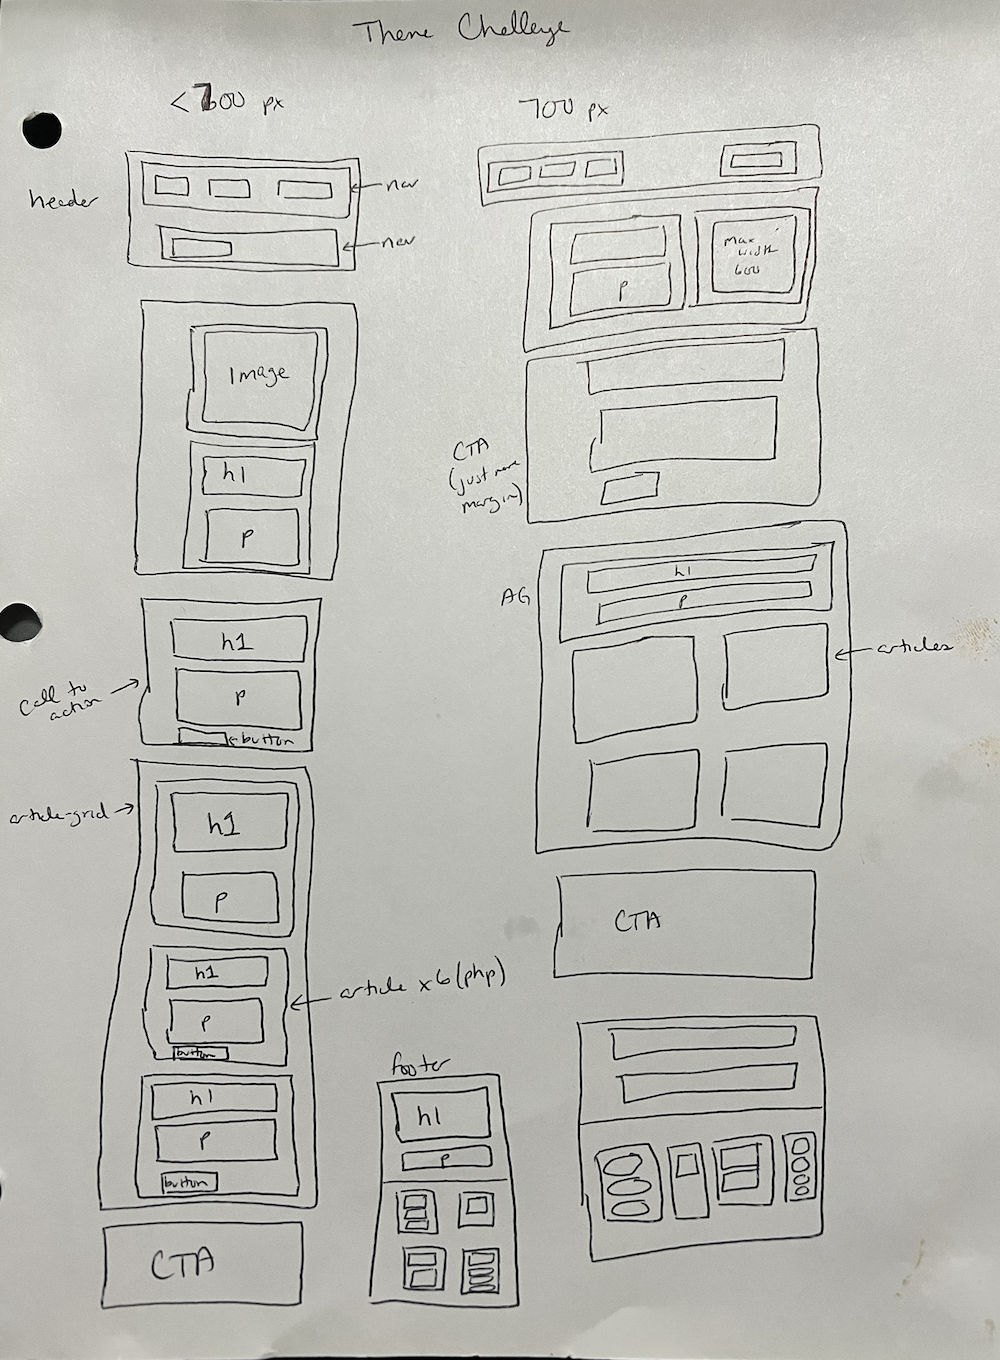 Theme Challenge
<700 px
header
nav
nav
Image
h1
p
call to
action
h1
p
button
article-grid
h1
p
h1
p
button
article x6 (php)
h1
p
button
CTA
footer
h1
p
700 px
p
max
width
600
CTA
(just more
margin)
AG
h1
p
articles
CTA